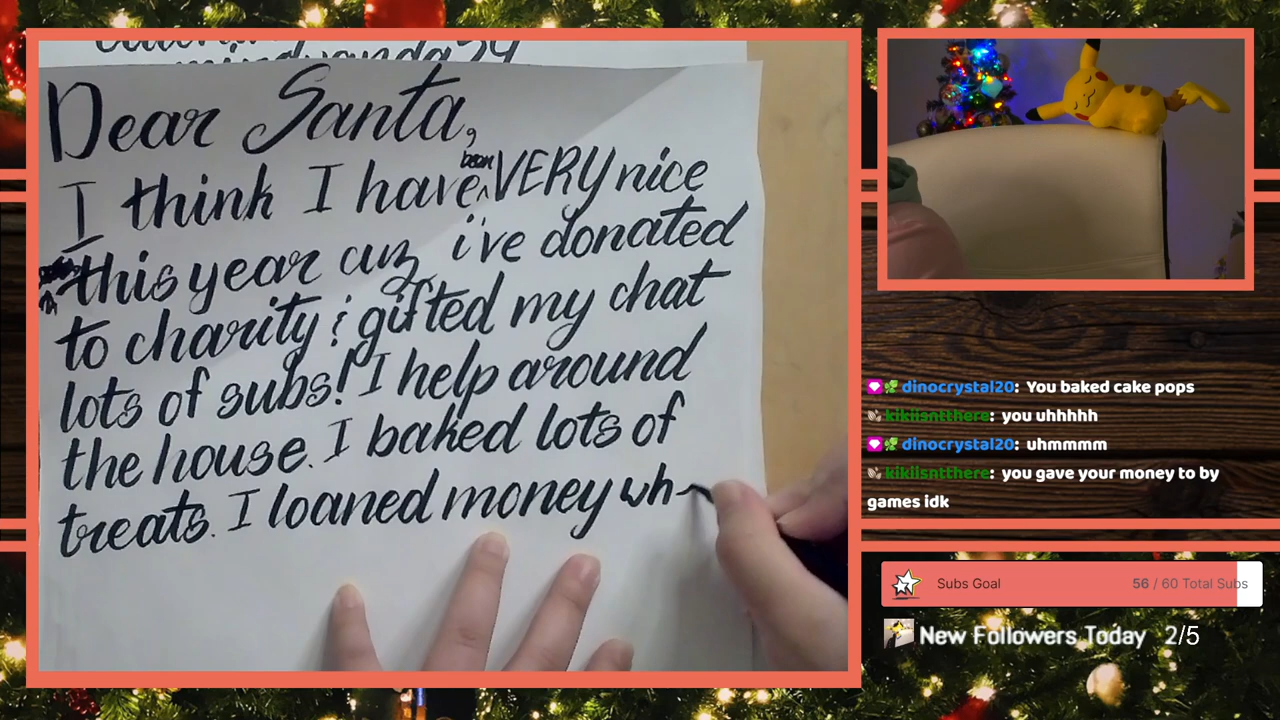 Dear Santa,
I think I have been VERY nice
this year cuz i've donated
to charity & gifted my chat
lots of subs! I help around
the house. I baked lots of
treats. I loaned money wh
dinocrystal20: You baked cake pops
kikiisntthere: you uhhhhh
dinocrystal20: uhmmmm
kikiisntthere: you gave your money to by
games idk
Subs Goal 56 / 60 Total Subs
New Followers Today 2/5